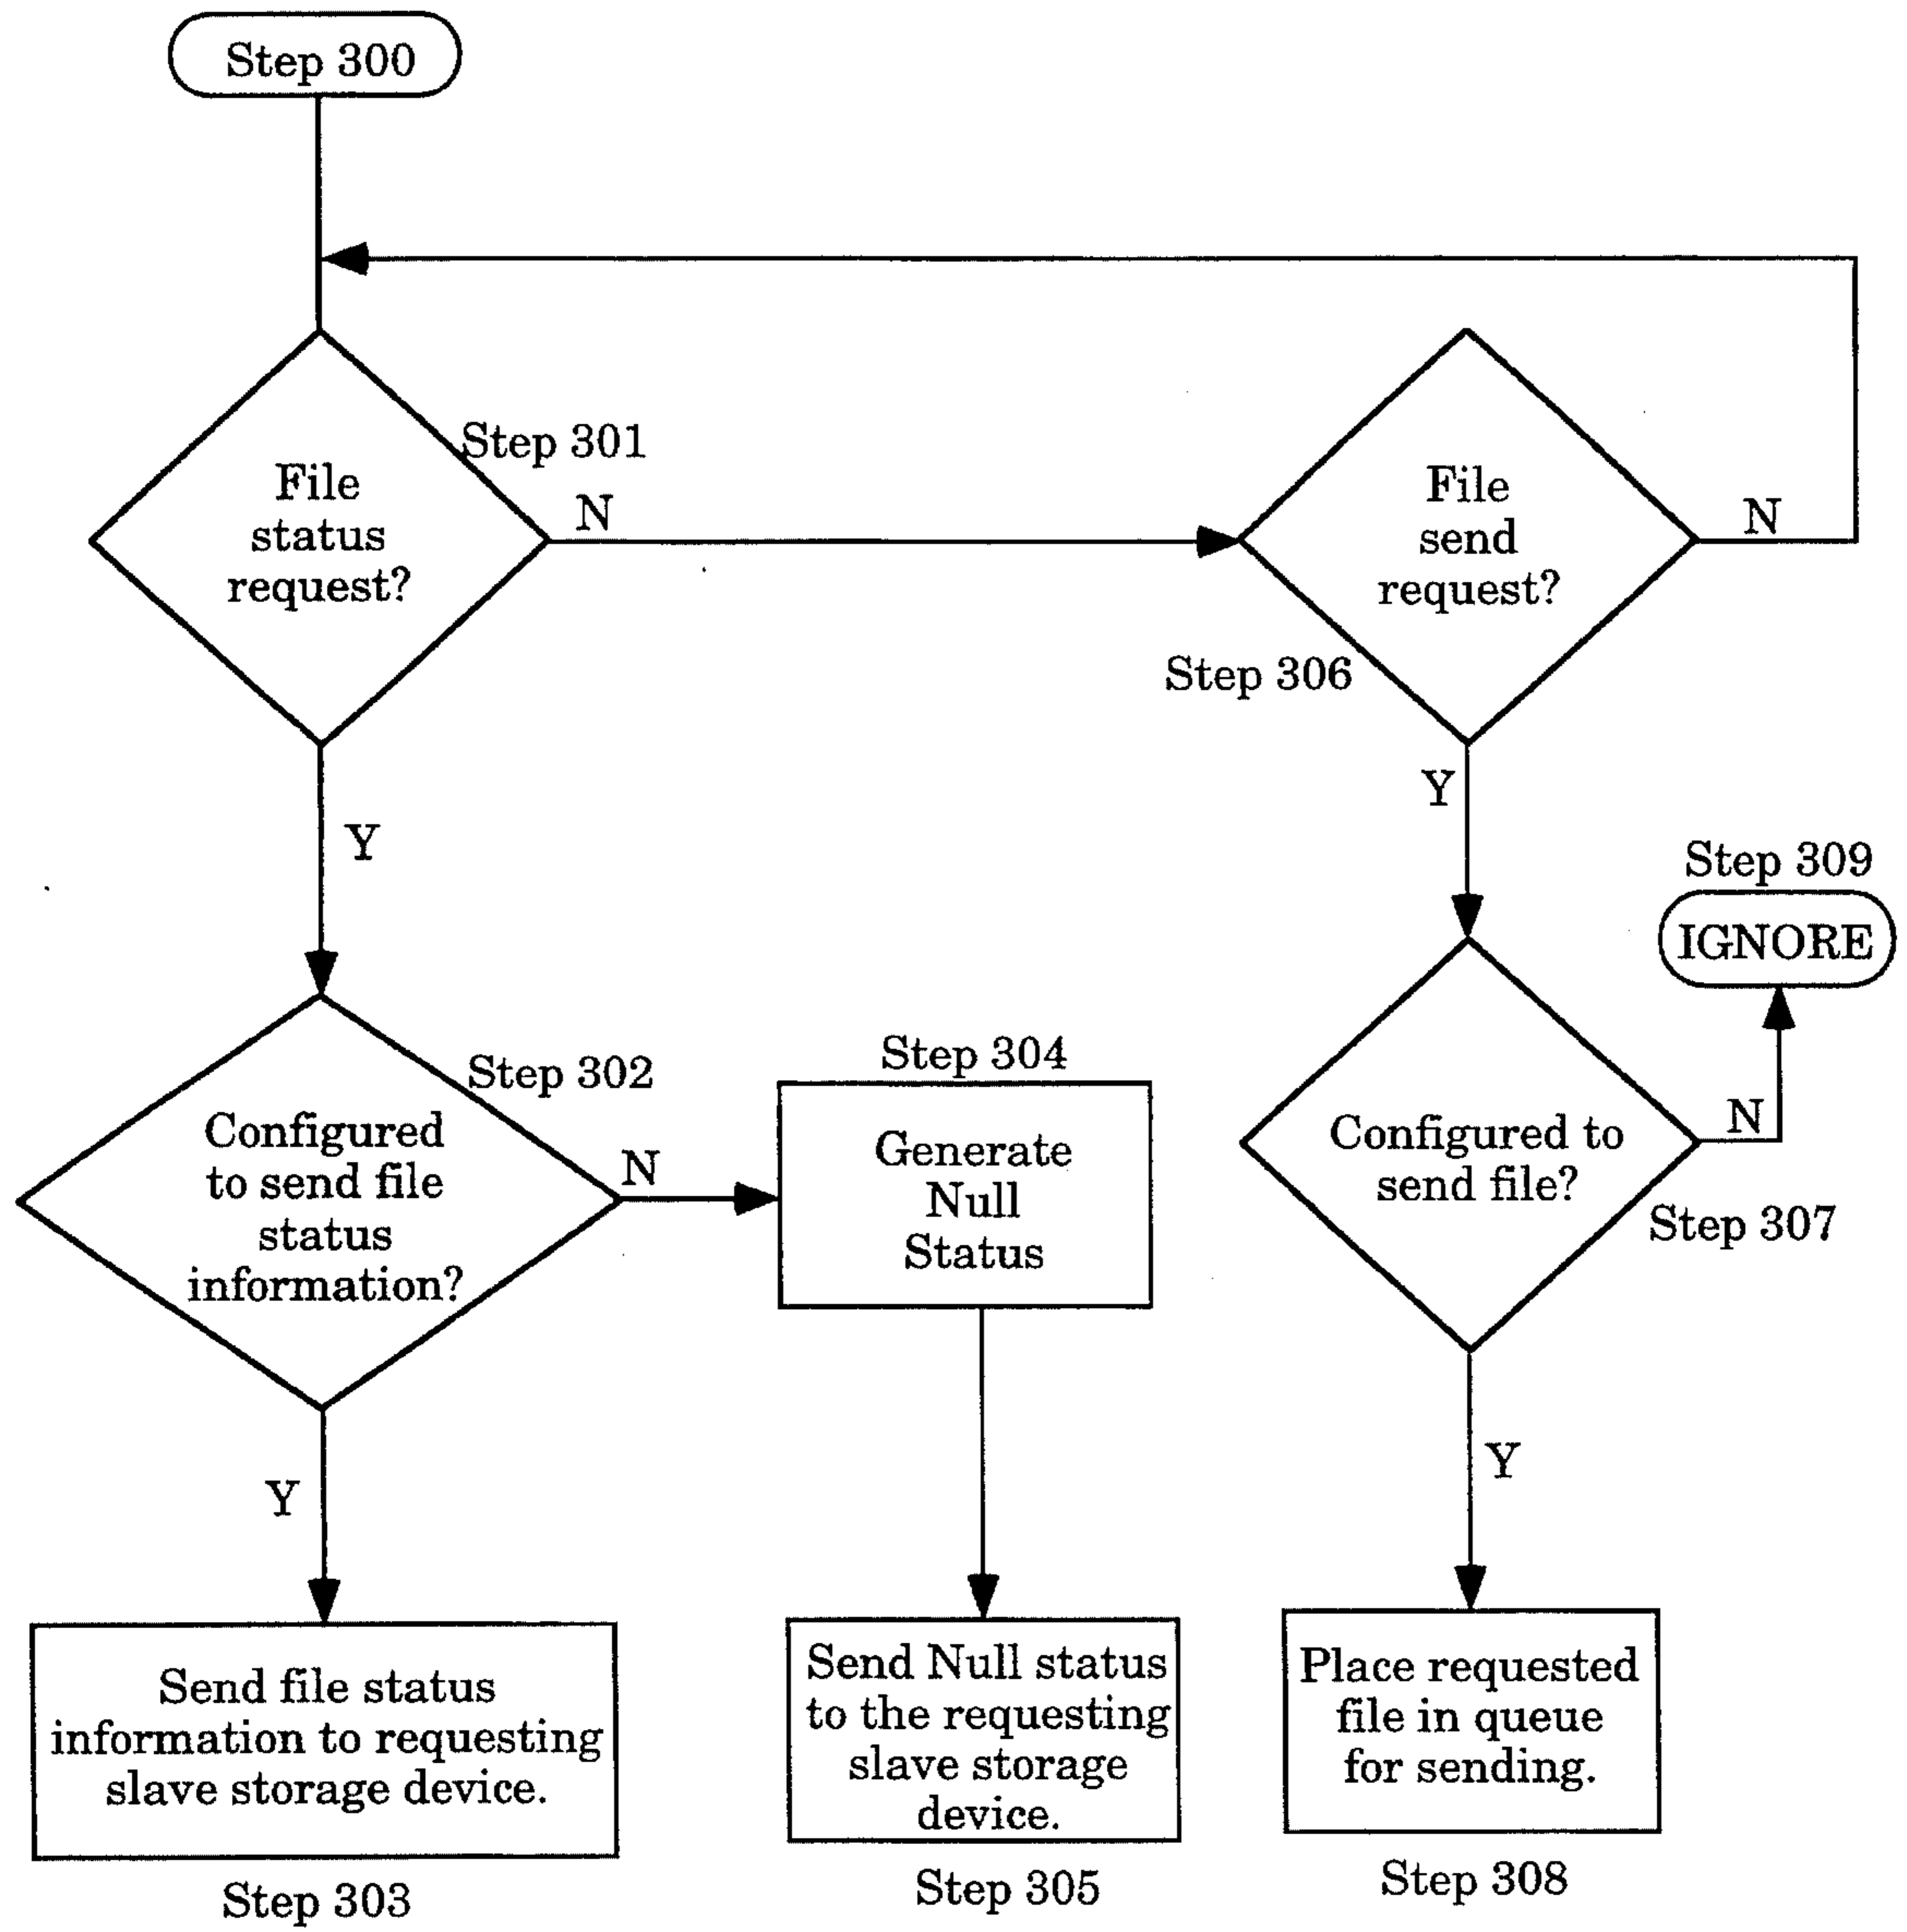 Step 300
Step 301
File
status
request?
N
File
send
request?
N
Step 306
Y
Y
Step 309
IGNORE
Step 302
Configured
to send file
status
information?
N
Step 304
Generate
Null
Status
Configured to
send file?
N
Step 307
Y
Y
Send file status
information to requesting
slave storage device.
Step 303
Send Null status
to the requesting
slave storage
device.
Step 305
Place requested
file in queue
for sending.
Step 308